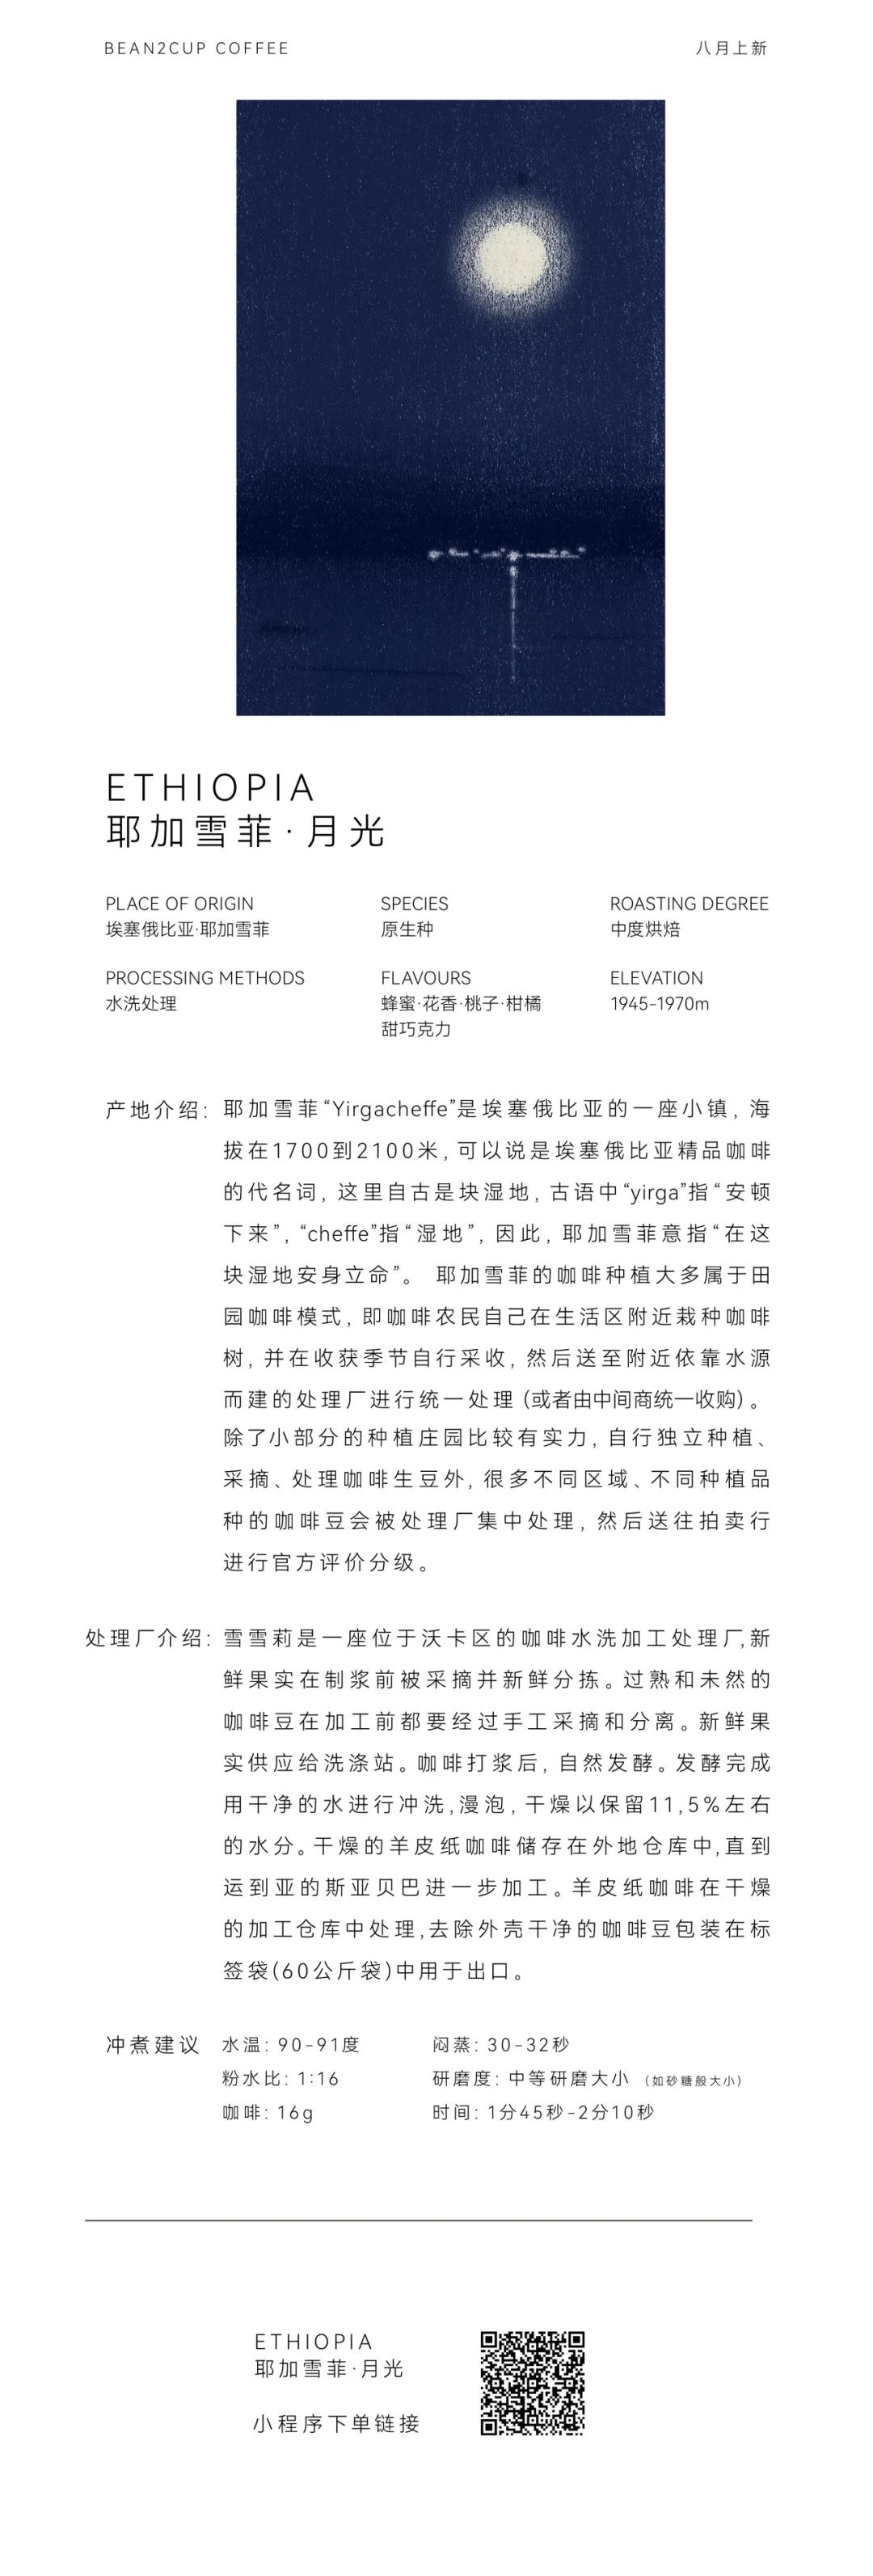 BEAN2CUP COFFEE
八月上新
ETHIOPIA
耶加雪菲·月光
PLACE OF ORIGIN
埃塞俄比亚·耶加雪菲
SPECIES
原生种
ROASTING DEGREE
中度烘焙
PROCESSING METHODS
水洗处理
FLAVOURS
蜂蜜·花香·桃子·柑橘
甜巧克力
ELEVATION
1945-1970m
产地介绍: 耶加雪菲“Yirgacheffe”是埃塞俄比亚的一座小镇, 海
拔在1700到2100米, 可以说是埃塞俄比亚精品咖啡
的代名词, 这里自古是块湿地, 古语中“yirga”指“安顿
下来”, “cheffe”指“湿地”, 因此, 耶加雪菲意指“在这
块湿地安身立命”。 耶加雪菲的咖啡种植大多属于田
园咖啡模式, 即咖啡农民自己在生活区附近栽种咖啡
树, 并在收获季节自行采收, 然后送至附近依靠水源
而建的处理厂进行统一处理 (或者由中间商统一收购) 。
除了小部分的种植庄园比较有实力, 自行独立种植、
采摘、处理咖啡生豆外, 很多不同区域、不同种植品
种的咖啡豆会被处理厂集中处理, 然后送往拍卖行
进行官方评价分级。
处理厂介绍: 雪雪莉是一座位于沃卡区的咖啡水洗加工处理厂,新
鲜果实在制浆前被采摘并新鲜分拣。过熟和未然的
咖啡豆在加工前都要经过手工采摘和分离。新鲜果
实供应给洗涤站。咖啡打浆后, 自然发酵。发酵完成
用干净的水进行冲洗,漫泡, 干燥以保留11,5%左右
的水分。干燥的羊皮纸咖啡储存在外地仓库中,直到
运到亚的斯亚贝巴进一步加工。羊皮纸咖啡在干燥
的加工仓库中处理,去除外壳干净的咖啡豆包装在标
签袋(60公斤袋)中用于出口。
冲煮建议 水温: 90-91度 闷蒸: 30-32秒
粉水比: 1:16 研磨度: 中等研磨大小 (如砂糖般大小)
咖啡: 16g 时间: 1分45秒-2分10秒
ETHIOPIA
耶加雪菲·月光
小程序下单链接